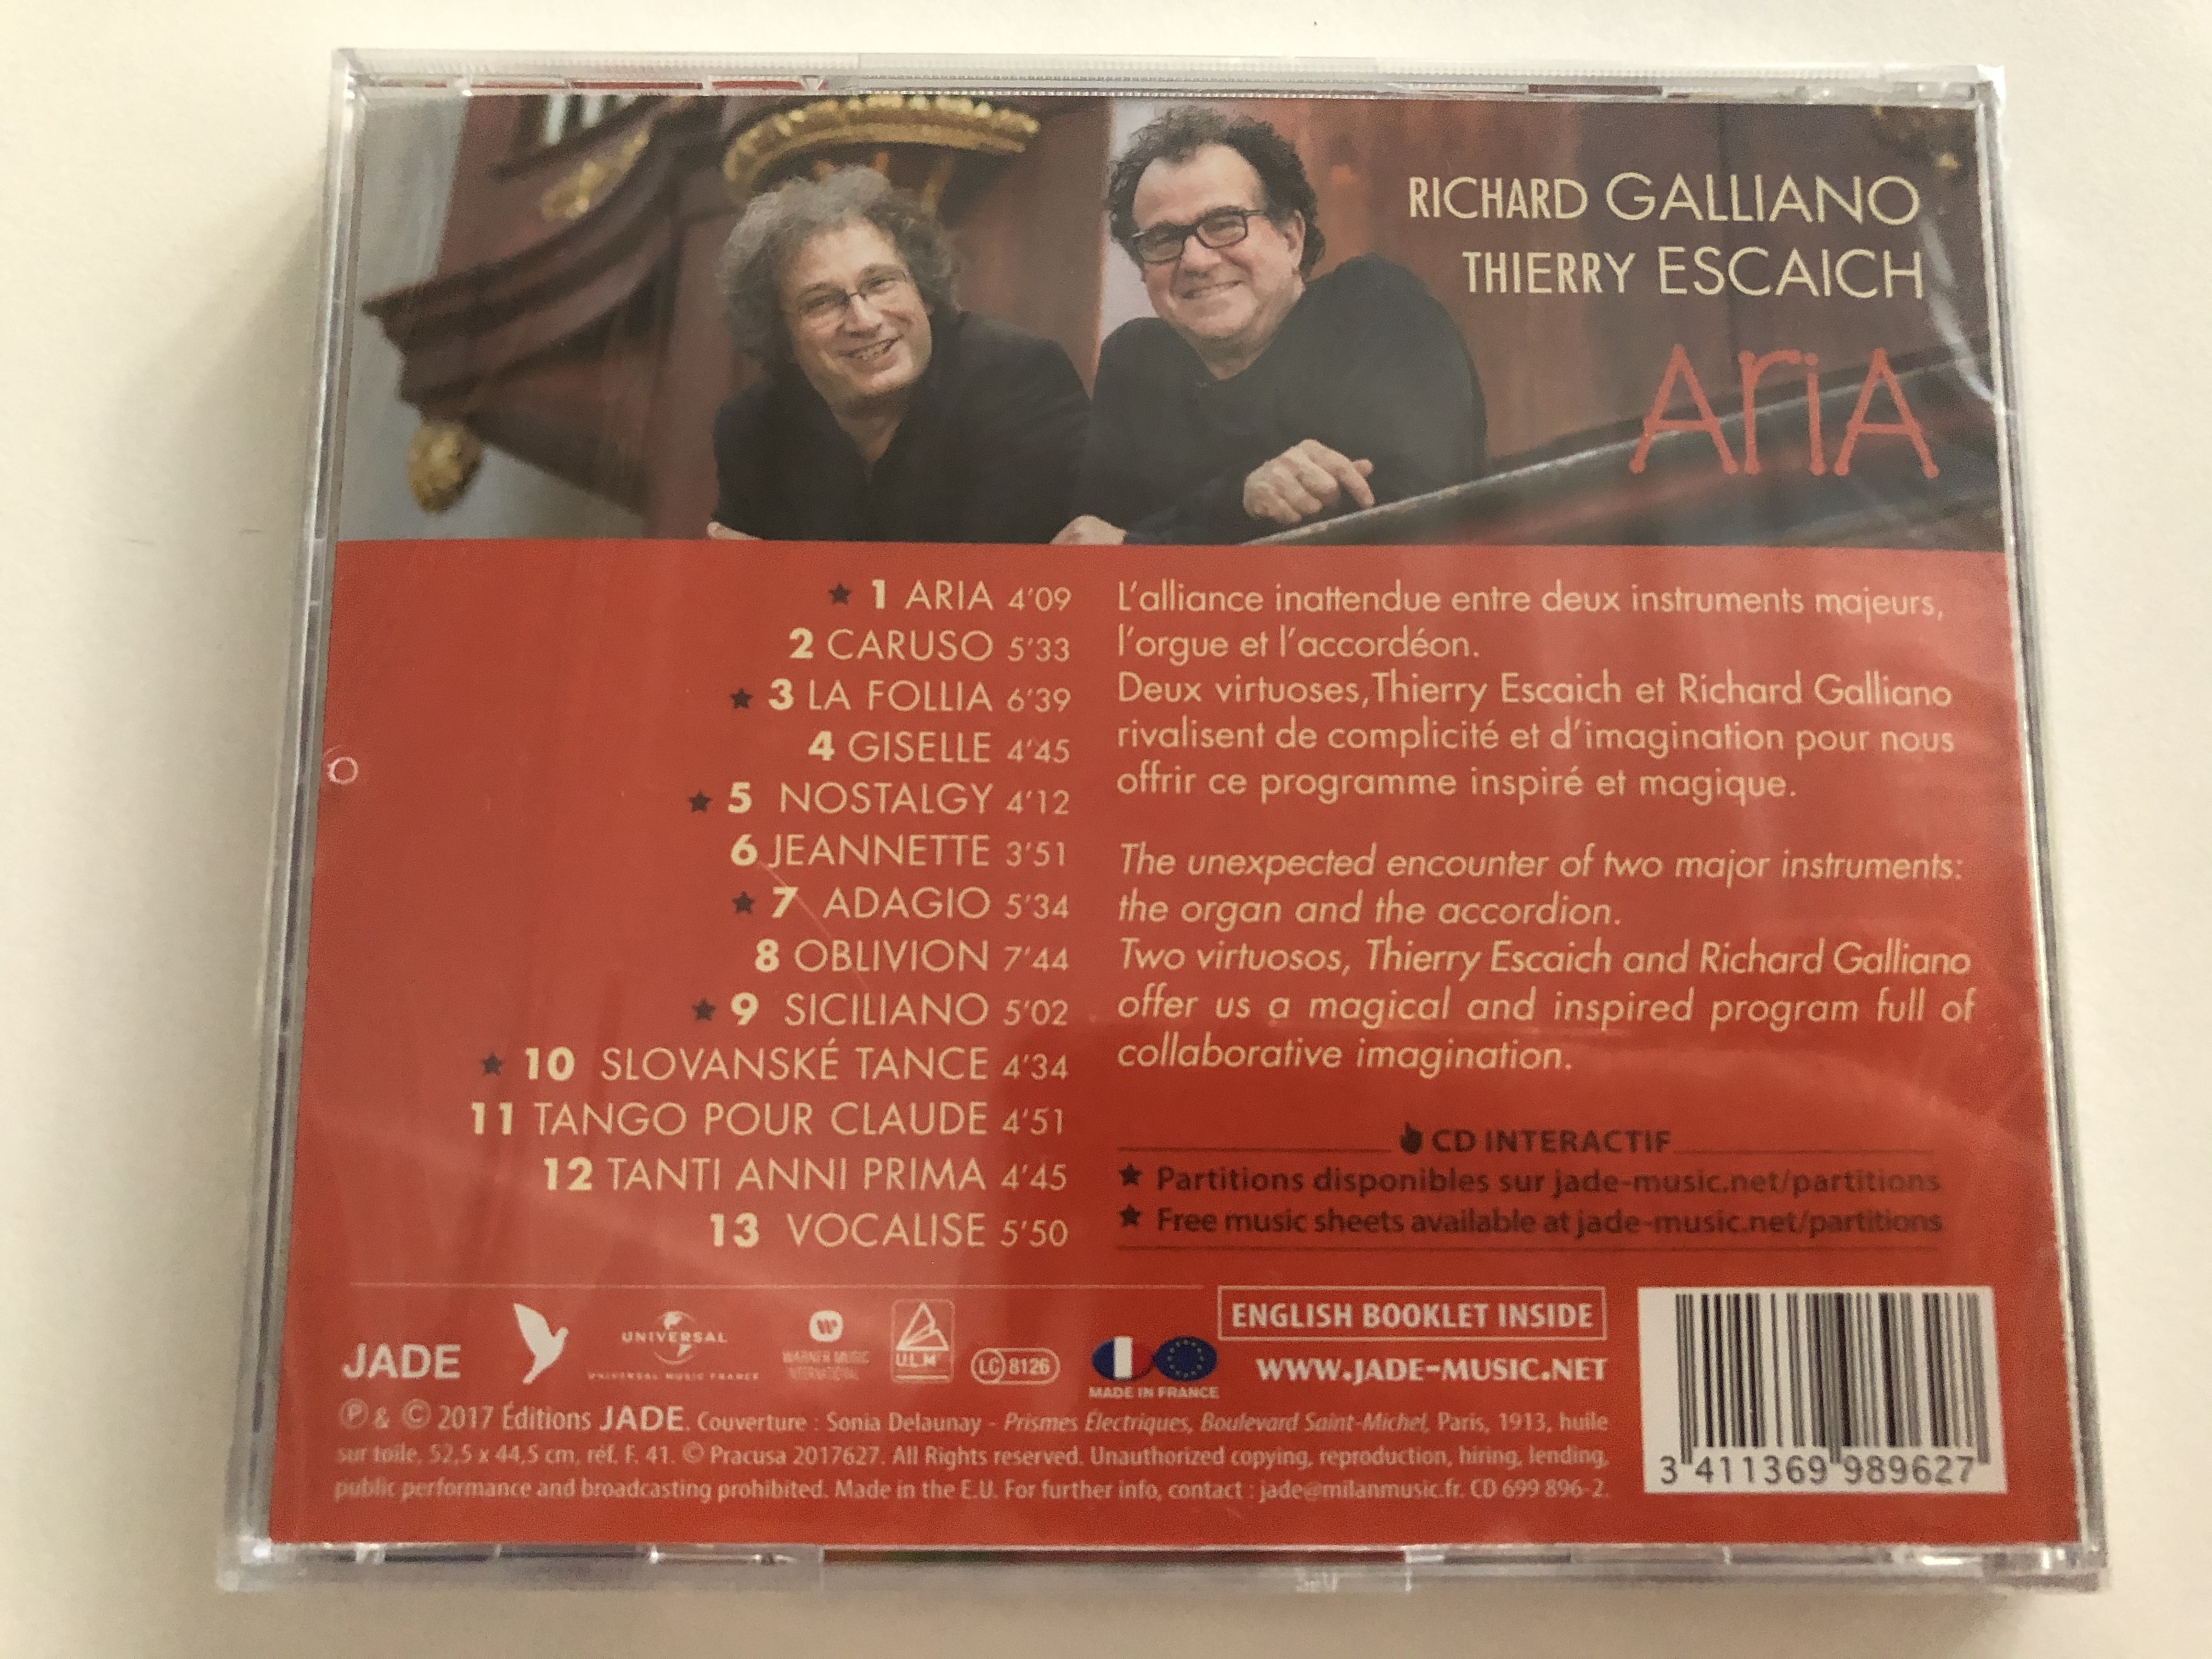 RICHARD GALLIANO
THIERRY ESCAICH
ARiA
★ 1 ARIA 4'09
2 CARUSO 5'33
★ 3 LA FOLLIA 6'39
4 GISELLE 4'45
★ 5 NOSTALGY 4'12
6 JEANNETTE 3'51
★ 7 ADAGIO 5'34
8 OBLIVION 7'44
★ 9 SICILIANO 5'02
★ 10 SLOVANSKÉ TANCE 4'34
11 TANGO POUR CLAUDE 4'51
12 TANTI ANNI PRIMA 4'45
13 VOCALISE 5'50
L'alliance inattendue entre deux instruments majeurs,
l'orgue et l'accordéon.
Deux virtuoses, Thierry Escaich et Richard Galliano
rivalisent de complicité et d'imagination pour nous
offrir ce programme inspiré et magique.
The unexpected encounter of two major instruments:
the organ and the accordion.
Two virtuosos, Thierry Escaich and Richard Galliano
offer us a magical and inspired program full of
collaborative imagination.
CD INTERACTIF
★ Partitions disponibles sur jade-music.net/partitions
★ Free music sheets available at jade-music.net/partitions
JADE
UNIVERSAL
UNIVERSAL MUSIC FRANCE
WARNER MUSIC
INTERNATIONAL
U.L.M
LC 8126
MADE IN FRANCE
ENGLISH BOOKLET INSIDE
WWW.JADE-MUSIC.NET
℗ & © 2017 Éditions JADE. Couverture : Sonia Delaunay - Prismes Électriques, Boulevard Saint-Michel, Paris, 1913, huile
sur toile, 52,5 x 44,5 cm, réf. F. 41. © Pracusa 2017627. All Rights reserved. Unauthorized copying, reproduction, hiring, lending,
public performance and broadcasting prohibited. Made in the E.U. For further info, contact : jade@milanmusic.fr. CD 699 896-2.
3 411369 989627